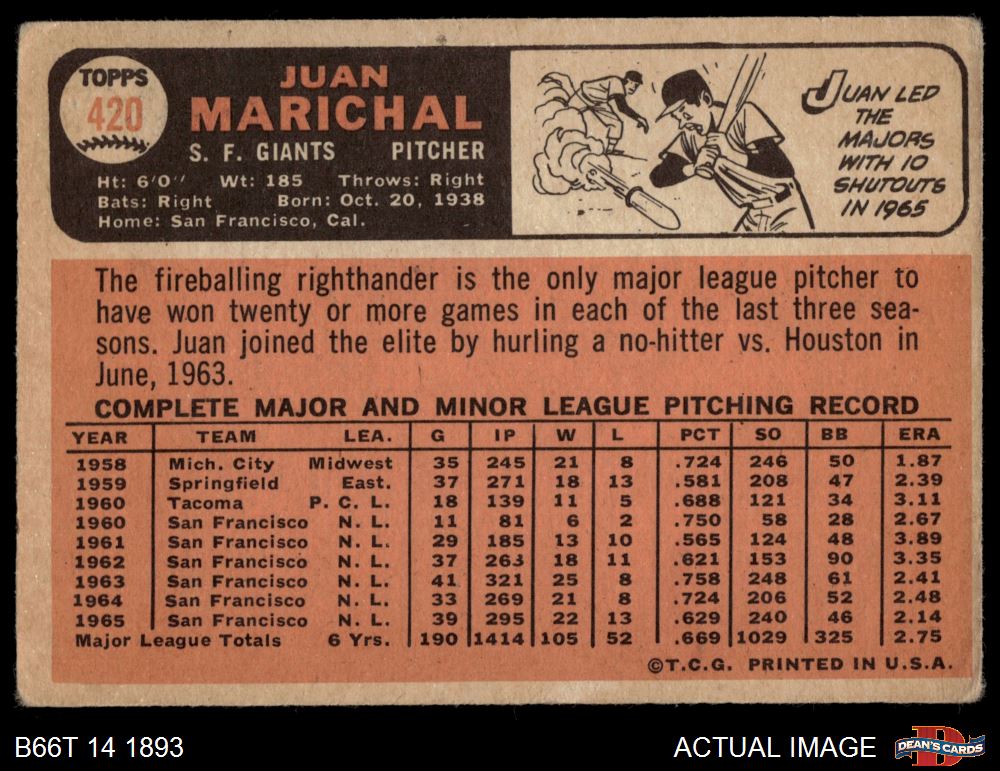 TOPPS
420
JUAN
MARICHAL
S. F. GIANTS PITCHER
Ht: 6'0" Wt: 185 Throws: Right
Bats: Right Born: Oct. 20, 1938
Home: San Francisco, Cal.
JUAN LED
THE
MAJORS
WITH 10
SHUTOUTS
IN 1965
The fireballing righthander is the only major league pitcher to
have won twenty or more games in each of the last three sea-
sons. Juan joined the elite by hurling a no-hitter vs. Houston in
June, 1963.
COMPLETE MAJOR AND MINOR LEAGUE PITCHING RECORD
YEAR TEAM LEA. G IP W L PCT SO BB ERA
1958 Mich. City Midwest 35 245 21 8 .724 246 50 1.87
1959 Springfield East. 37 271 18 13 .581 208 47 2.39
1960 Tacoma P. C. L. 18 139 11 5 .688 121 34 3.11
1960 San Francisco N. L. 11 81 6 2 .750 58 28 2.67
1961 San Francisco N. L. 29 185 13 10 .565 124 48 3.89
1962 San Francisco N. L. 37 263 18 11 .621 153 90 3.35
1963 San Francisco N. L. 41 321 25 8 .758 248 61 2.41
1964 San Francisco N. L. 33 269 21 8 .724 206 52 2.48
1965 San Francisco N. L. 39 295 22 13 .629 240 46 2.14
Major League Totals 6 Yrs. 190 1414 105 52 .669 1029 325 2.75
©T.C.G. PRINTED IN U.S.A.
B66T 14 1893 ACTUAL IMAGE
D
DEAN'S CARDS